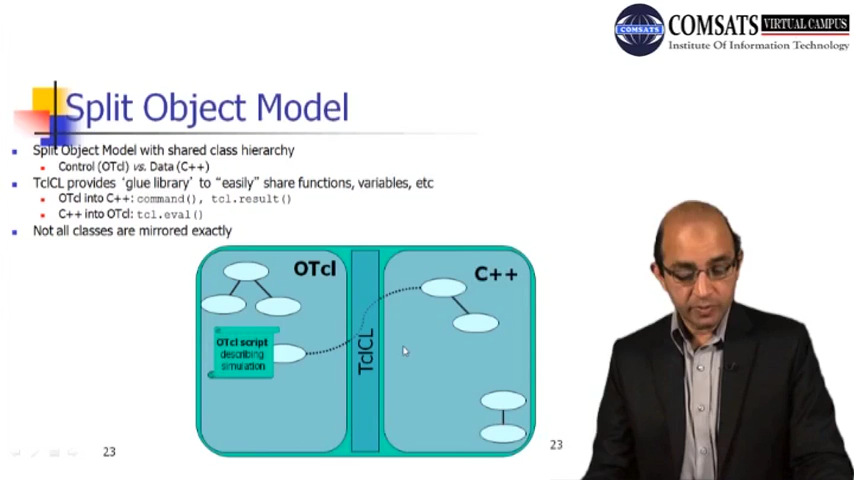 COMSATS VIRTUAL CAMPUS
COMSATS
Institute Of Information Technology
Split Object Model
Split Object Model with shared class hierarchy
Control (OTcl) vs. Data (C++)
TclCL provides 'glue library' to "easily" share functions, variables, etc
OTcl into C++: command(), tcl.result()
C++ into OTcl: tcl.eval()
Not all classes are mirrored exactly
OTcl
C++
OTcl script
describing
simulation
TclCL
23
23